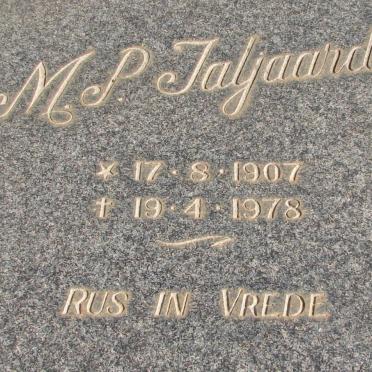 M.P. Taljaard
* 17·8·1907
† 19·4·1978
RUS IN VREDE